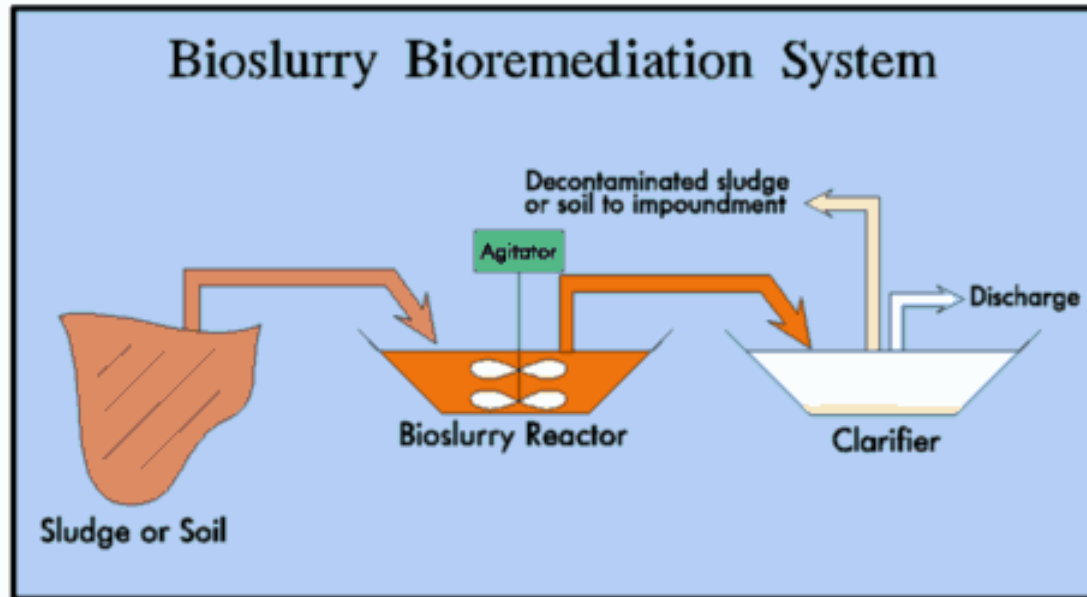 Bioslurry Bioremediation System
Decontaminated sludge
or soil to impoundment
Agitator
Discharge
Bioslurry Reactor
Clarifier
Sludge or Soil